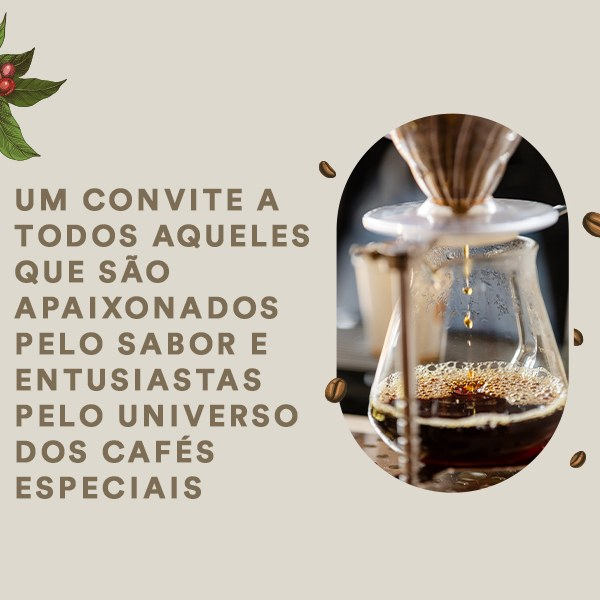 UM CONVITE A
TODOS AQUELES
QUE SÃO
APAIXONADOS
PELO SABOR E
ENTUSIASTAS
PELO UNIVERSO
DOS CAFÉS
ESPECIAIS